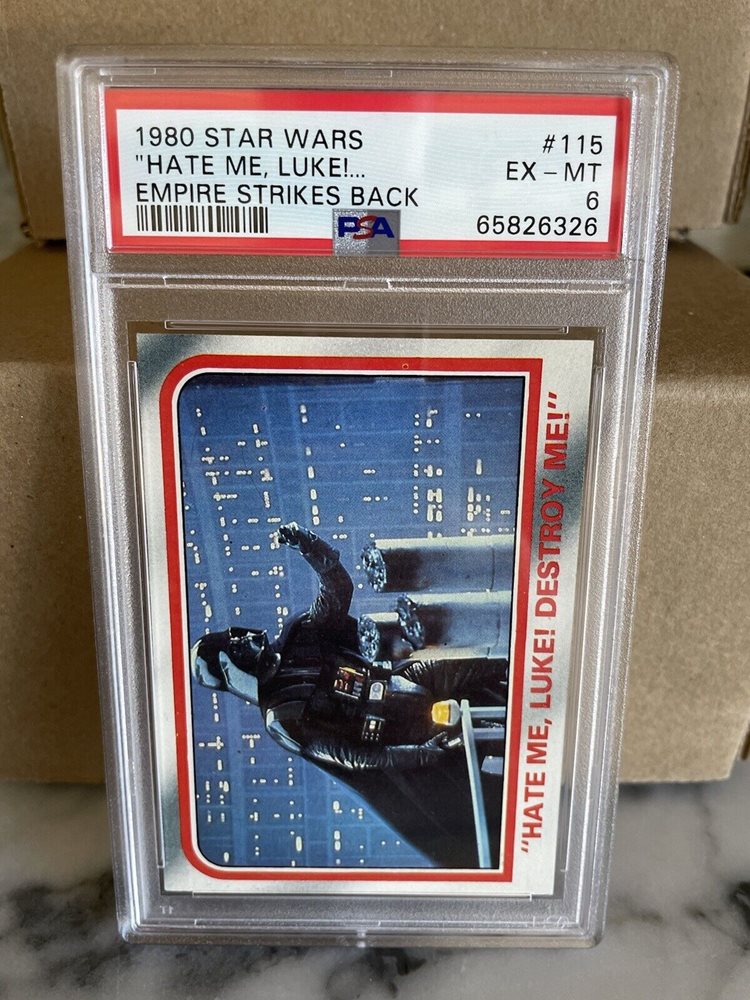 1980 STAR WARS #115
"HATE ME, LUKE!... EX - MT
EMPIRE STRIKES BACK 6
PSA 65826326
"HATE ME, LUKE! DESTROY ME!"